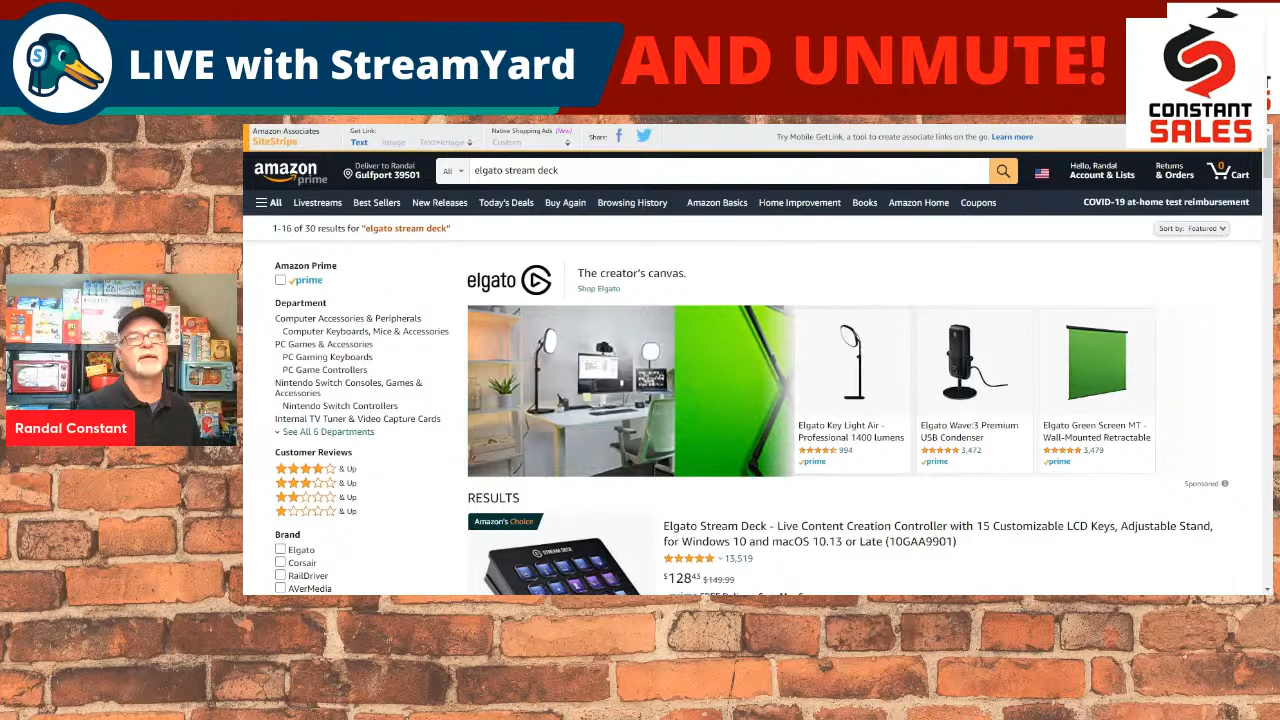 S
LIVE with StreamYard
AND UNMUTE!
CONSTANT
SALES
Amazon Associates
SiteStripe
Get Link:
Text
Image
Text+Image
Native Shopping Ads (New)
Custom
Share:
Try Mobile GetLink, a tool to create associate links on the go. Learn more
amazon
prime
Deliver to Randal
Gulfport 39501
All
elgato stream deck
Hello, Randal
Account & Lists
Returns
& Orders
0
Cart
All
Livestreams
Best Sellers
New Releases
Today's Deals
Buy Again
Browsing History
Amazon Basics
Home Improvement
Books
Amazon Home
Coupons
COVID-19 at-home test reimbursement
1-16 of 30 results for "elgato stream deck"
Sort by: Featured
Amazon Prime
prime
Department
Computer Accessories & Peripherals
Computer Keyboards, Mice & Accessories
PC Games & Accessories
PC Gaming Keyboards
PC Game Controllers
Nintendo Switch Consoles, Games &
Accessories
Nintendo Switch Controllers
Internal TV Tuner & Video Capture Cards
See All 6 Departments
Customer Reviews
& Up
& Up
& Up
& Up
Brand
Elgato
Corsair
RailDriver
AVerMedia
elgato
The creator's canvas.
Shop Elgato
Elgato Key Light Air -
Professional 1400 lumens
994
prime
Elgato Wave:3 Premium
USB Condenser
3,472
prime
Elgato Green Screen MT -
Wall-Mounted Retractable
3,479
prime
Sponsored
RESULTS
Amazon's Choice
STREAM DECK
Elgato Stream Deck - Live Content Creation Controller with 15 Customizable LCD Keys, Adjustable Stand,
for Windows 10 and macOS 10.13 or Late (10GAA9901)
13,519
$128 43 $149.99
Randal Constant